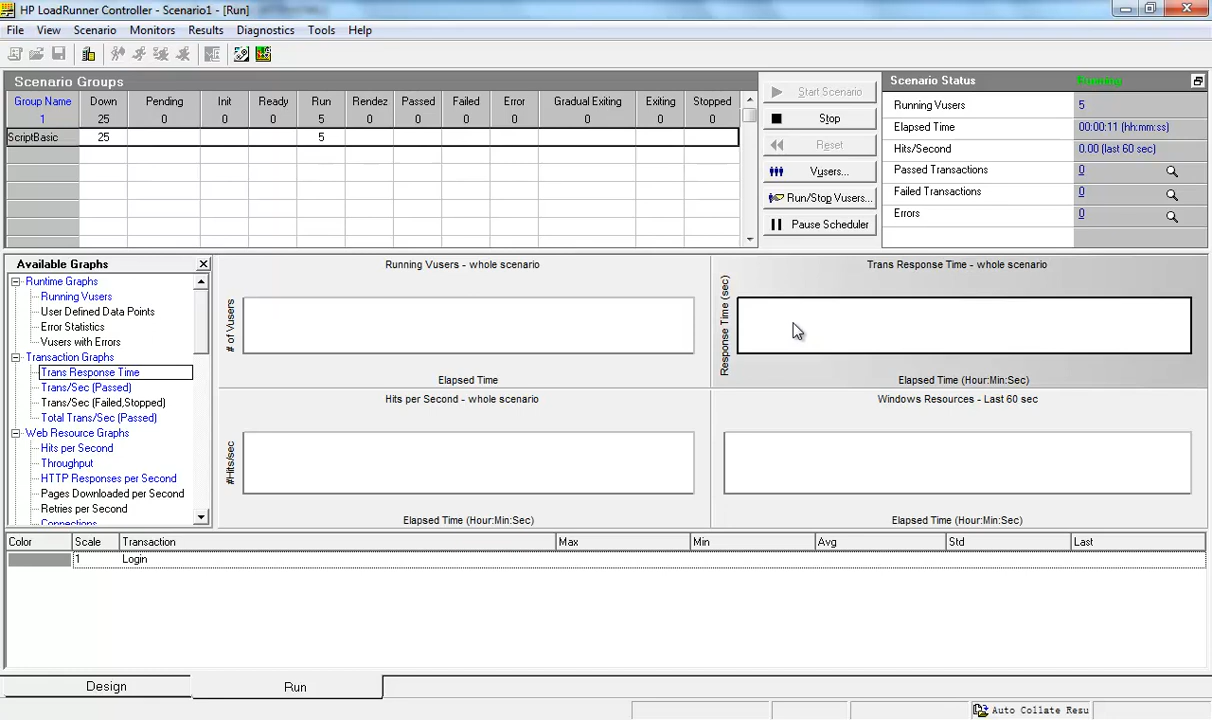 HP LoadRunner Controller - Scenario1 - [Run]
File View Scenario Monitors Results Diagnostics Tools Help
Scenario Groups
Group Name Down Pending Init Ready Run Rendez Passed Failed Error Gradual Exiting Exiting Stopped
1 25 0 0 0 5 0 0 0 0 0 0 0
ScriptBasic 25 5
Start Scenario
Stop
Reset
Vusers...
Run/Stop Vusers...
Pause Scheduler
Scenario Status Running
Running Vusers 5
Elapsed Time 00:00:11 (hh:mm:ss)
Hits/Second 0.00 (last 60 sec)
Passed Transactions 0
Failed Transactions 0
Errors 0
Available Graphs
Runtime Graphs
Running Vusers
User Defined Data Points
Error Statistics
Vusers with Errors
Transaction Graphs
Trans Response Time
Trans/Sec (Passed)
Trans/Sec (Failed,Stopped)
Total Trans/Sec (Passed)
Web Resource Graphs
Hits per Second
Throughput
HTTP Responses per Second
Pages Downloaded per Second
Retries per Second
Connections
Running Vusers - whole scenario
# of Vusers
Elapsed Time
Trans Response Time - whole scenario
Response Time (sec)
Elapsed Time (Hour:Min:Sec)
Hits per Second - whole scenario
#Hits/sec
Elapsed Time (Hour:Min:Sec)
Windows Resources - Last 60 sec
Elapsed Time (Hour:Min:Sec)
Color Scale Transaction Max Min Avg Std Last
1 Login
Design Run
Auto Collate Resu